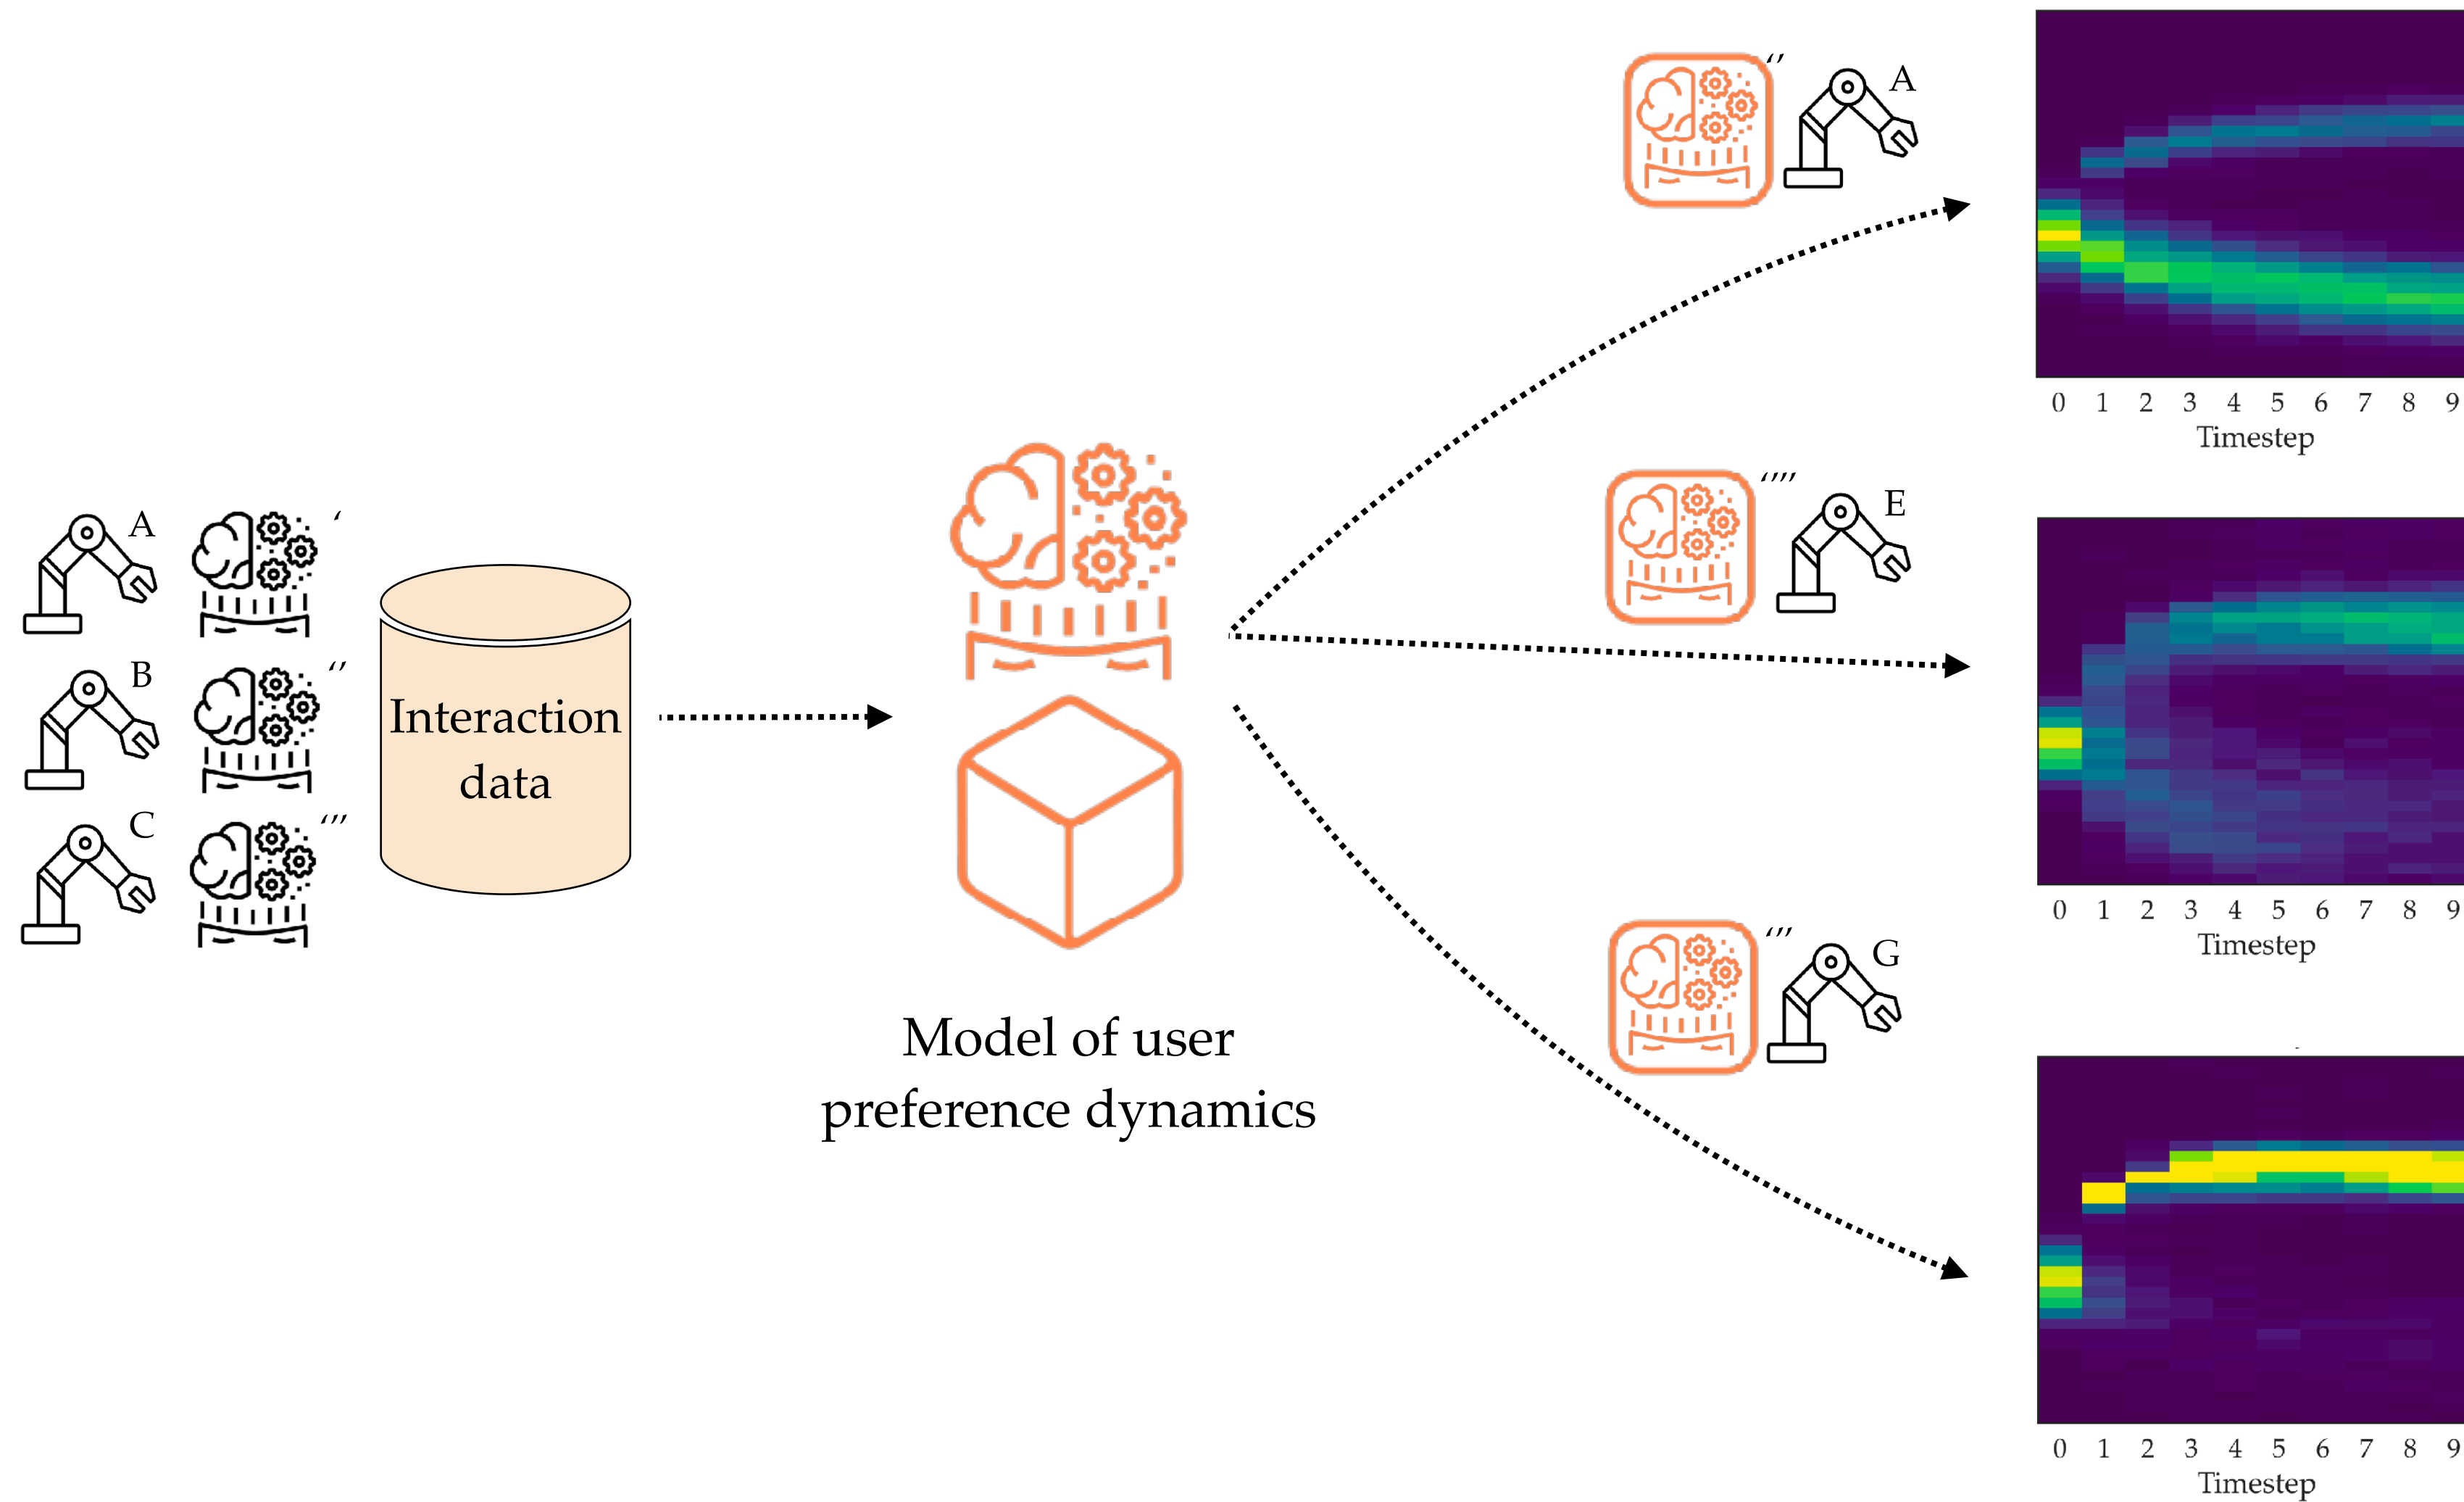 A ‘
B ‘’
C ‘’’
Interaction
data
Model of user
preference dynamics
‘’ A
0 1 2 3 4 5 6 7 8 9
Timestep
‘’’’ E
0 1 2 3 4 5 6 7 8 9
Timestep
‘’’ G
0 1 2 3 4 5 6 7 8 9
Timestep